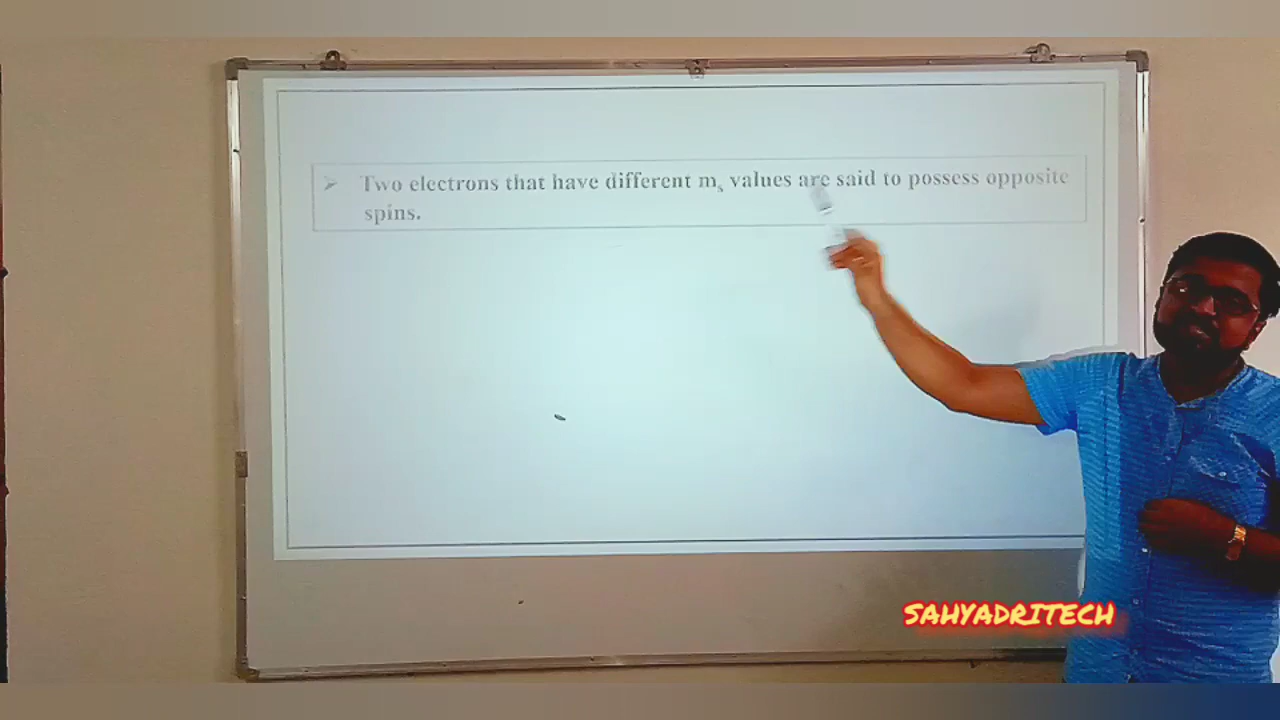 ➢ Two electrons that have different mₛ values are said to possess opposite
spins.
SAHYADRITECH